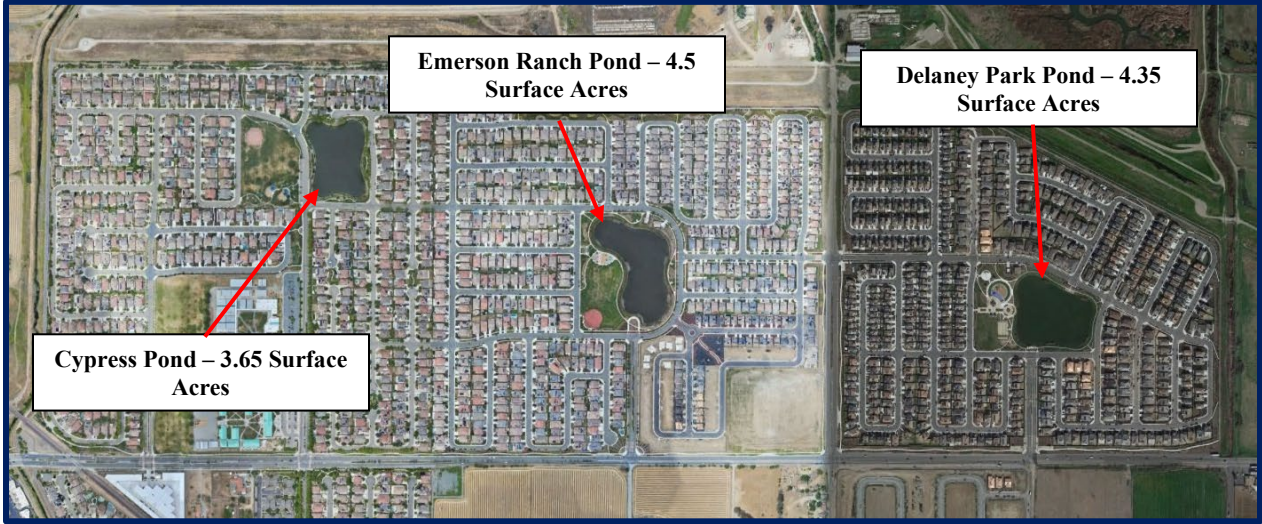 Emerson Ranch Pond – 4.5
Surface Acres
Delaney Park Pond – 4.35
Surface Acres
Cypress Pond – 3.65 Surface
Acres